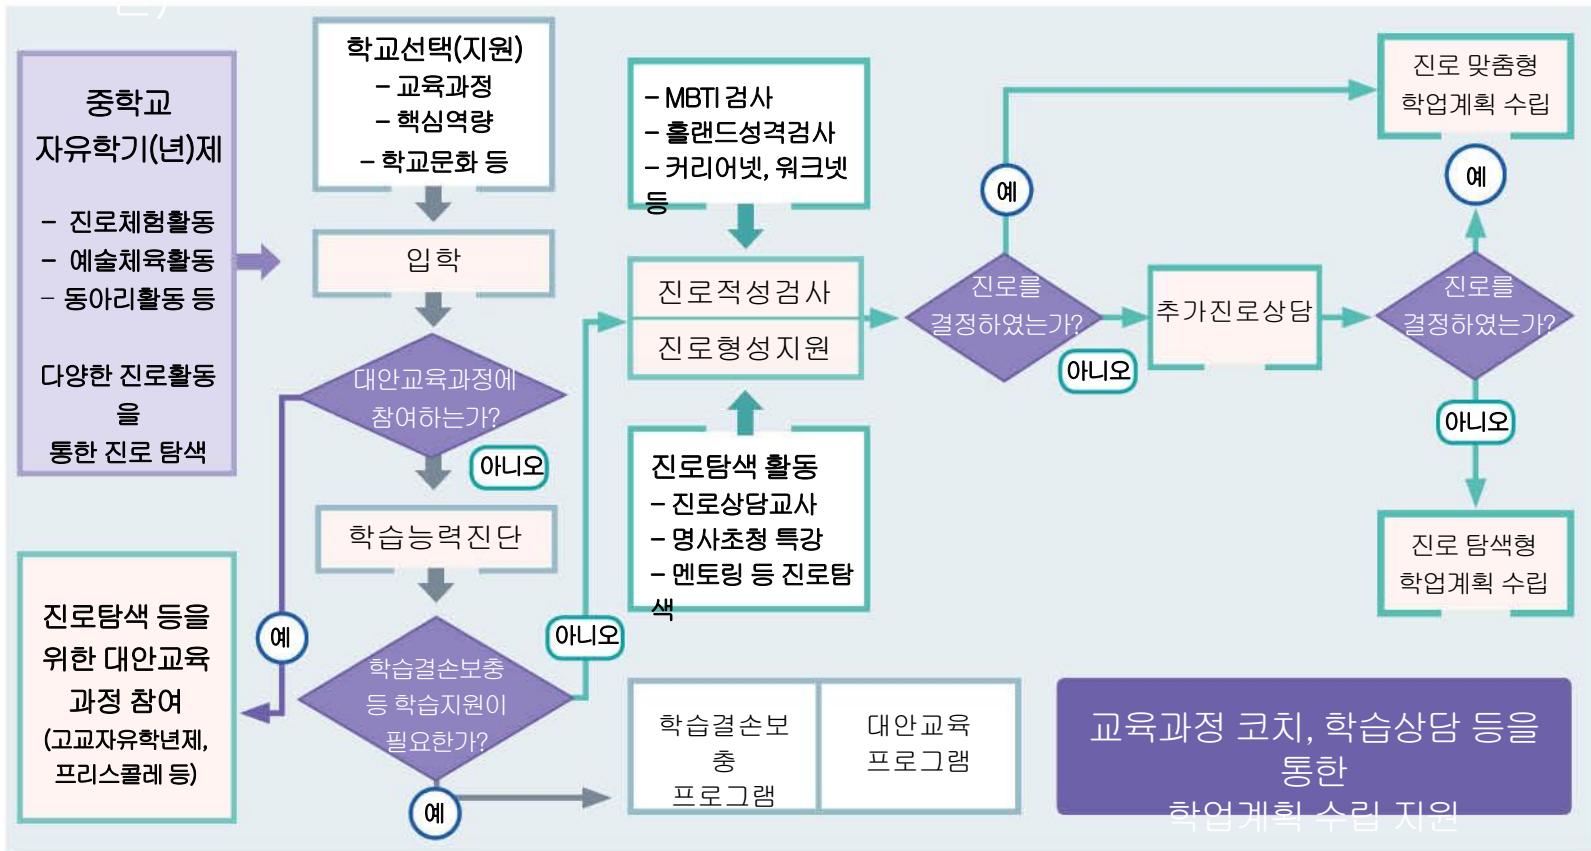 중학교
자유학기(년)제
– 진로체험활동
– 예술체육활동
– 동아리활동 등
다양한 진로활동
을
통한 진로 탐색
진로탐색 등을
위한 대안교육
과정 참여
(고교자유학년제,
프리스콜레 등)
학교선택(지원)
– 교육과정
– 핵심역량
– 학교문화 등
입학
대안교육과정에
참여하는가?
아니오
예
학습능력진단
학습결손보충
등 학습지원이
필요한가?
아니오
예
– MBTI 검사
– 홀랜드성격검사
– 커리어넷, 워크넷
등
진로적성검사
진로형성지원
진로탐색 활동
– 진로상담교사
– 명사초청 특강
– 멘토링 등 진로탐
색
학습결손보
충
프로그램
대안교육
프로그램
진로를
결정하였는가?
예
아니오
추가진로상담
진로를
결정하였는가?
예
아니오
진로 맞춤형
학업계획 수립
진로 탐색형
학업계획 수립
교육과정 코치, 학습상담 등을
통한
학업계획 수립 지원